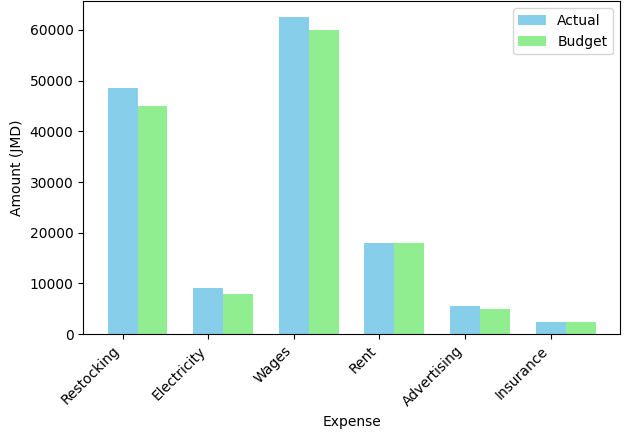 Actual
Budget
Amount (JMD)
60000
50000
40000
30000
20000
10000
0
Restocking
Electricity
Wages
Rent
Advertising
Insurance
Expense